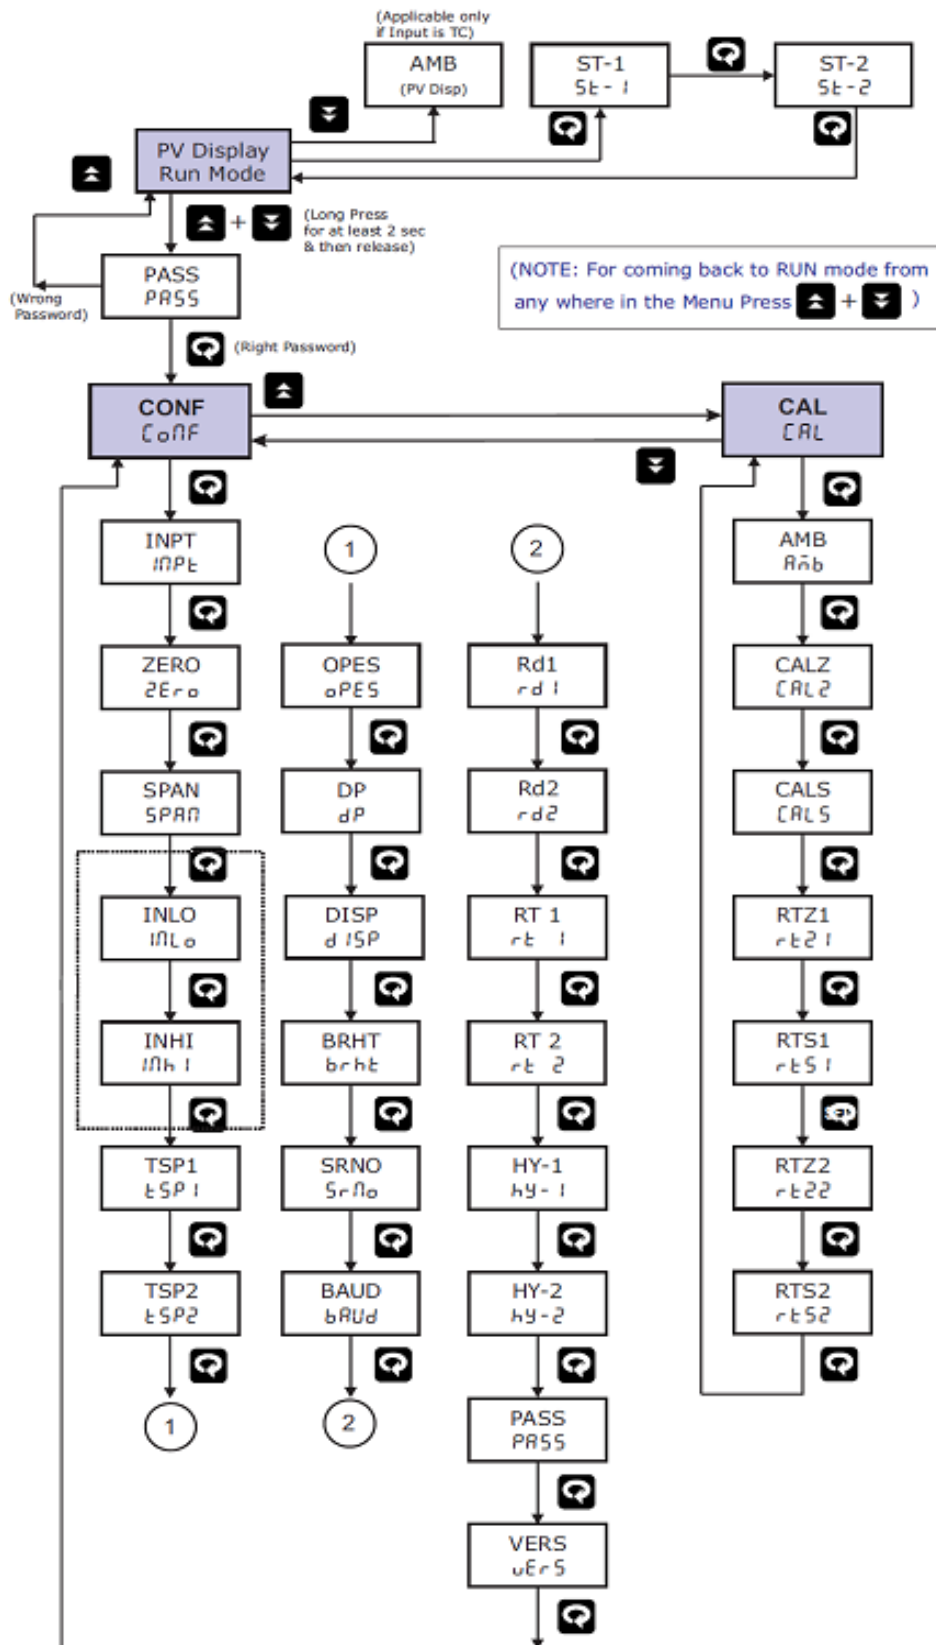 (Applicable only
if Input is TC)
AMB
(PV Disp)
ST-1
St-1
ST-2
St-2
PV Display
Run Mode
+
(Long Press
for at least 2 sec
& then release)
PASS
PASS
(Wrong
Password)
(NOTE: For coming back to RUN mode from
any where in the Menu Press + )
(Right Password)
CONF
ConF
CAL
CAL
INPT
InPt
ZERO
ZEro
SPAN
SPAn
INLO
InLo
INHI
InhI
TSP1
tSP1
TSP2
tSP2
1
1
OPES
oPES
DP
dP
DISP
dISP
BRHT
brht
SRNO
Srno
BAUD
bAUd
2
2
Rd1
rd1
Rd2
rd2
RT 1
rt 1
RT 2
rt 2
HY-1
hy-1
HY-2
hy-2
PASS
PASS
VERS
vErS
AMB
Amb
CALZ
CALZ
CALS
CALS
RTZ1
rtZ1
RTS1
rtS1
RTZ2
rtZ2
RTS2
rtS2